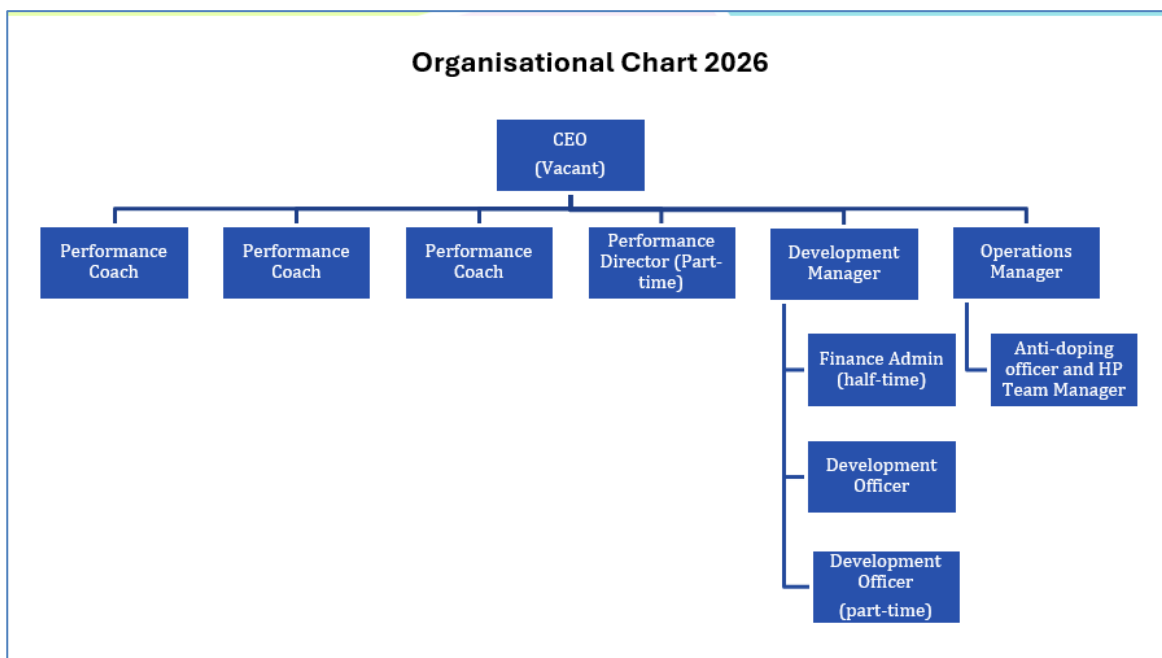 Organisational Chart 2026
CEO
(Vacant)
Performance
Coach
Performance
Coach
Performance
Coach
Performance
Director (Part-
time)
Development
Manager
Operations
Manager
Finance Admin
(half-time)
Anti-doping
officer and HP
Team Manager
Development
Officer
Development
Officer
(part-time)